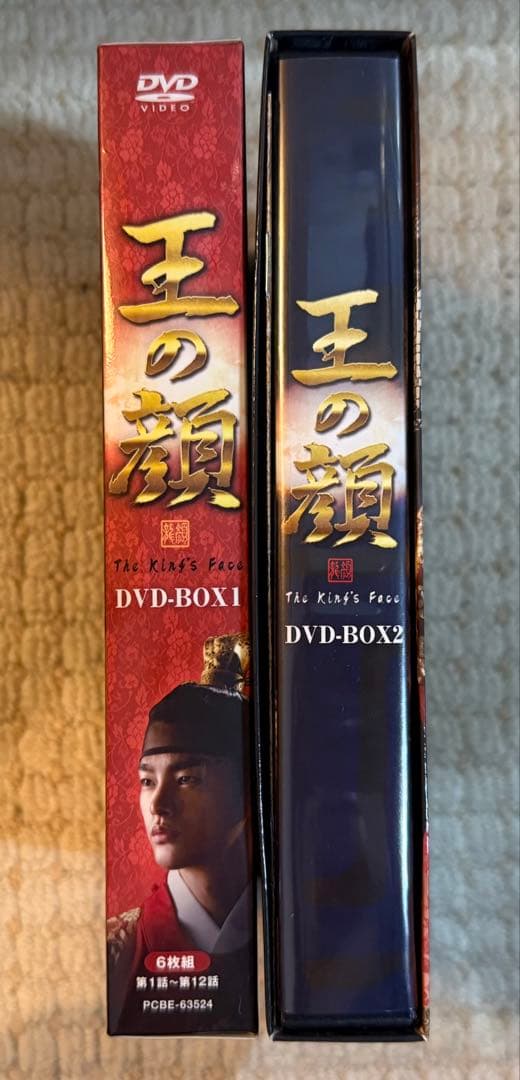 DVD
VIDEO
王の顔
The King's Face
DVD-BOX1
6枚組
第1話～第12話
PCBE-63524
王の顔
The King's Face
DVD-BOX2